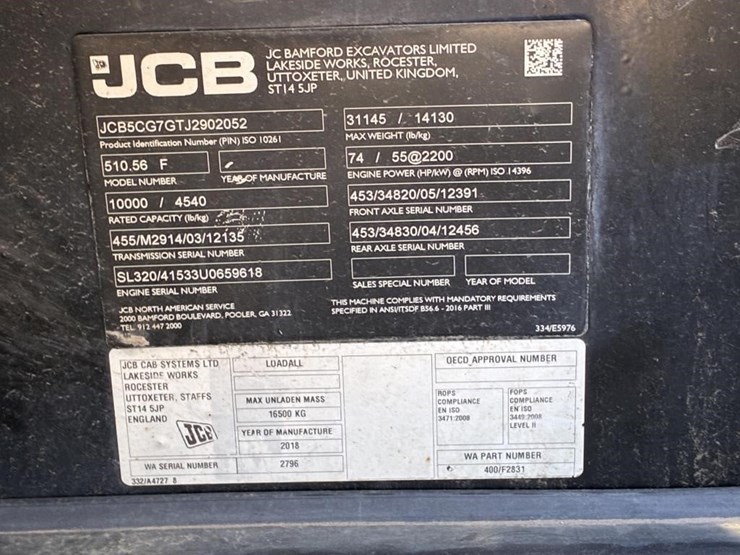 JCB
JC BAMFORD EXCAVATORS LIMITED
LAKESIDE WORKS, ROCESTER,
UTTOXETER, UNITED KINGDOM,
ST14 5JP
JCB5CG7GTJ2902052
Product Identification Number (PIN) ISO 10261
510.56 F
MODEL NUMBER
YEAR OF MANUFACTURE
10000 / 4540
RATED CAPACITY (lb/kg)
455/M2914/03/12135
TRANSMISSION SERIAL NUMBER
SL320/41533U0659618
ENGINE SERIAL NUMBER
31145 / 14130
MAX WEIGHT (lb/kg)
74 / 55@2200
ENGINE POWER (HP/kW) @ (RPM) ISO 14396
453/34820/05/12391
FRONT AXLE SERIAL NUMBER
453/34830/04/12456
REAR AXLE SERIAL NUMBER
SALES SPECIAL NUMBER
YEAR OF MODEL
JCB NORTH AMERICAN SERVICE
2000 BAMFORD BOULEVARD, POOLER, GA 31322
TEL. 912 447 2000
THIS MACHINE COMPLIES WITH MANDATORY REQUIREMENTS
SPECIFIED IN ANSI/ITSDF B56.6 - 2016 PART III
334/E5976
JCB CAB SYSTEMS LTD
LAKESIDE WORKS
ROCESTER
UTTOXETER, STAFFS
ST14 5JP
ENGLAND
JCB
WA SERIAL NUMBER
332/A4727 8
LOADALL
MAX UNLADEN MASS
16500 KG
YEAR OF MANUFACTURE
2018
2796
OECD APPROVAL NUMBER
ROPS
COMPLIANCE
EN ISO
3471:2008
FOPS
COMPLIANCE
EN ISO
3449:2008
LEVEL II
WA PART NUMBER
400/F2831